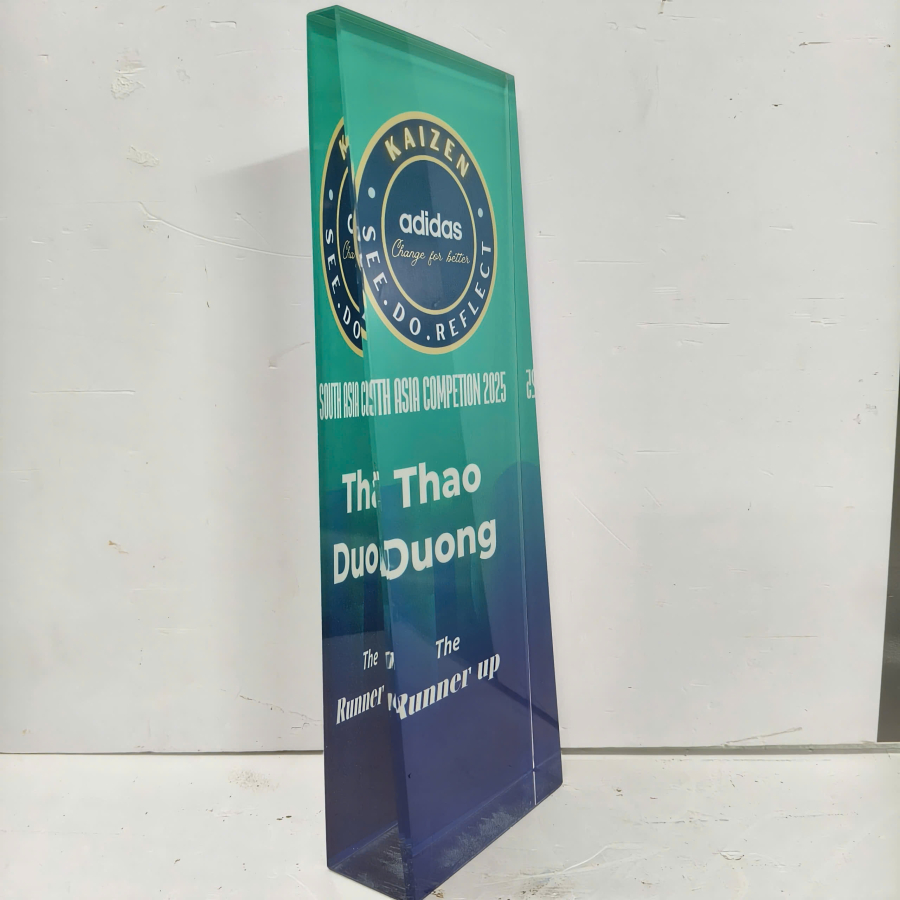 KAIZEN
adidas
Change for better
SEE.DO.REFLECT
SOUTH ASIA COMPETION 2025
Thao
Duong
The
Runner up